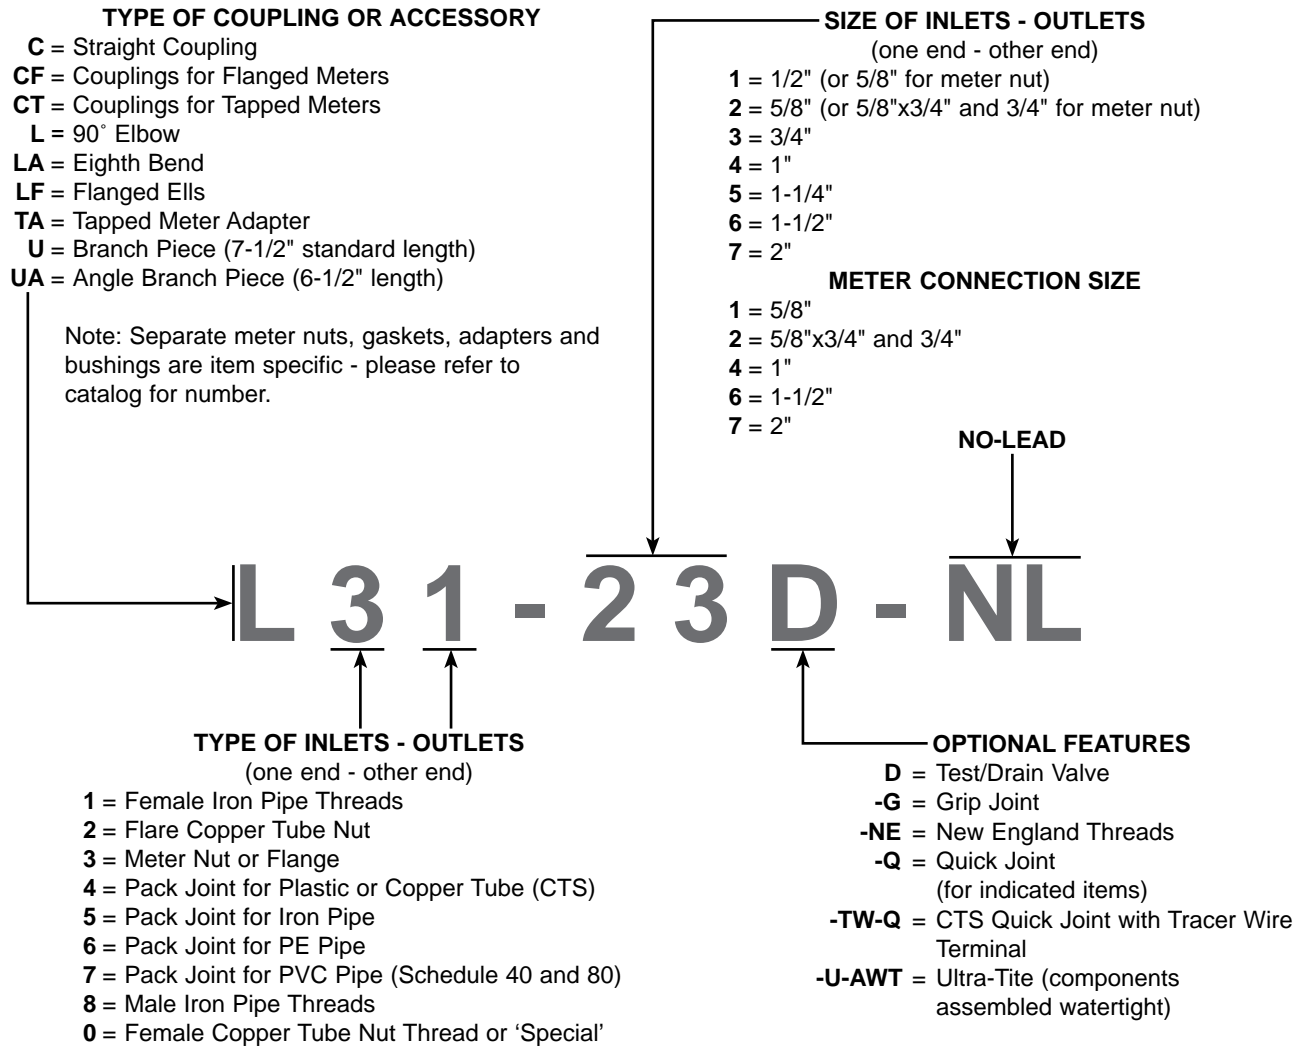 TYPE OF COUPLING OR ACCESSORY
C = Straight Coupling
CF = Couplings for Flanged Meters
CT = Couplings for Tapped Meters
L = 90˚ Elbow
LA = Eighth Bend
LF = Flanged Ells
TA = Tapped Meter Adapter
U = Branch Piece (7-1/2" standard length)
UA = Angle Branch Piece (6-1/2" length)
Note: Separate meter nuts, gaskets, adapters and
bushings are item specific - please refer to
catalog for number.
SIZE OF INLETS - OUTLETS
(one end - other end)
1 = 1/2" (or 5/8" for meter nut)
2 = 5/8" (or 5/8"x3/4" and 3/4" for meter nut)
3 = 3/4"
4 = 1"
5 = 1-1/4"
6 = 1-1/2"
7 = 2"
METER CONNECTION SIZE
1 = 5/8"
2 = 5/8"x3/4" and 3/4"
4 = 1"
6 = 1-1/2"
7 = 2"
NO-LEAD
L 3 1 - 2 3 D - NL
TYPE OF INLETS - OUTLETS
(one end - other end)
1 = Female Iron Pipe Threads
2 = Flare Copper Tube Nut
3 = Meter Nut or Flange
4 = Pack Joint for Plastic or Copper Tube (CTS)
5 = Pack Joint for Iron Pipe
6 = Pack Joint for PE Pipe
7 = Pack Joint for PVC Pipe (Schedule 40 and 80)
8 = Male Iron Pipe Threads
0 = Female Copper Tube Nut Thread or ‘Special’
OPTIONAL FEATURES
D = Test/Drain Valve
-G = Grip Joint
-NE = New England Threads
-Q = Quick Joint
(for indicated items)
-TW-Q = CTS Quick Joint with Tracer Wire
Terminal
-U-AWT = Ultra-Tite (components
assembled watertight)